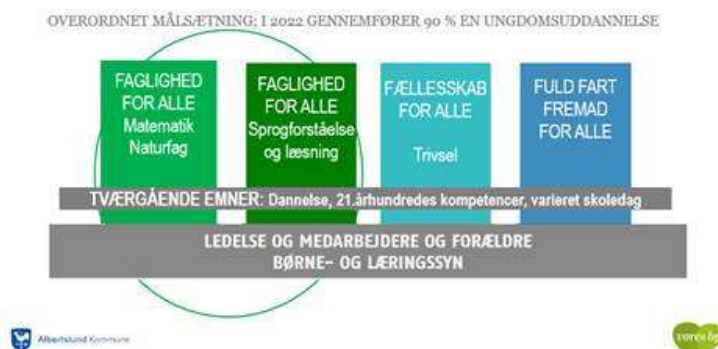 OVERORDNET MÅLSÆTNING: I 2022 GENNEMFØRER 90 % EN UNGDOMSUDDANNELSE
FAGLIGHED
FOR ALLE
Matematik
Naturfag
FAGLIGHED
FOR ALLE
Sprogforståelse
og læsning
FÆLLESSKAB
FOR ALLE
Trivsel
FULD FART
FREMAD
FOR ALLE
TVÆRGÅENDE EMNER: Dannelse, 21.århundredes kompetencer, varieret skoledag
LEDELSE OG MEDARBEJDERE OG FORÆLDRE
BØRNE- OG LÆRINGSSYN
Albertslund Kommune
vores by